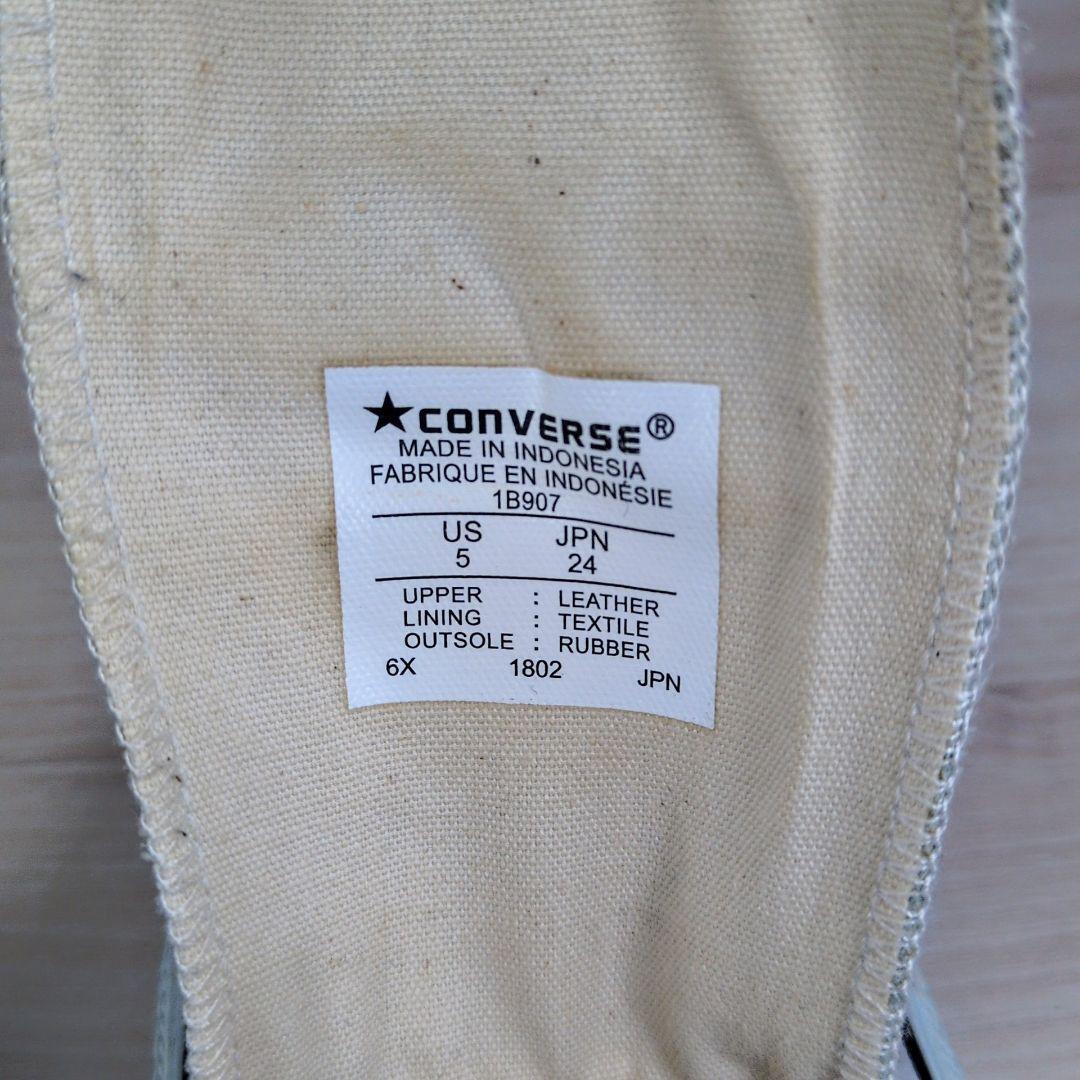 ★CONVERSE®
MADE IN INDONESIA
FABRIQUE EN INDONÉSIE
1B907
US JPN
5 24
UPPER : LEATHER
LINING : TEXTILE
OUTSOLE : RUBBER
6X 1802 JPN